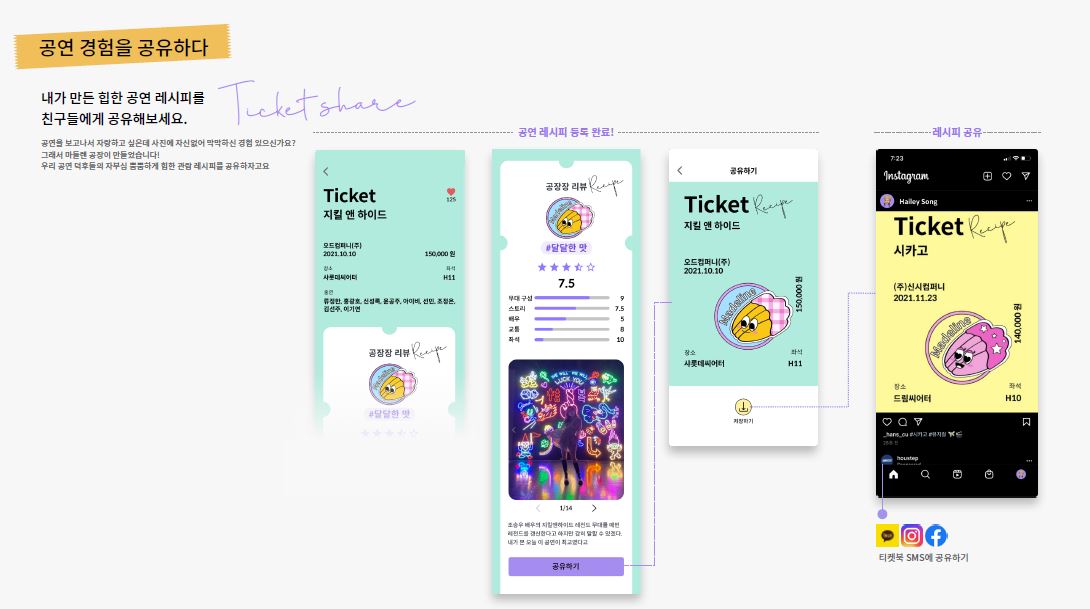 공연 경험을 공유하다
내가 만든 힙한 공연 레시피를
친구들에게 공유해보세요.
Ticket share
공연을 보고나서 자랑하고 싶은데 사진에 자신없어 막막하신 경험 있으신가요?
그래서 마들렌 공장이 만들었습니다!
우리 공연 덕후들의 자부심 뿜뿜하게 힙한 관람 레시피를 공유하자고요
공연 레시피 등록 완료!
레시피 공유
Ticket
125
지킬 앤 하이드
오드컴퍼니(주)
2021.10.10
150,000 원
장소
좌석
샤롯데씨어터
H11
출연
류정한, 홍광호, 신성록, 윤공주, 아이비, 선민, 조정은,
김선주, 이기연
공장장 리뷰 Recipe
Madeline
#달달한 맛
공장장 리뷰 Recipe
Madeline
#달달한 맛
7.5
무대 구성 9
스토리 7.5
배우 5
교통 8
좌석 10
1/14
조승우 배우의 지킬앤하이드 레전드 무대를 매번
레전드를 갱신한다고 하지만 감히 말할 수 있겠다.
내가 본 오늘 이 공연이 최고였다고
공유하기
공유하기
Ticket Recipe
지킬 앤 하이드
오드컴퍼니(주)
2021.10.10
150,000 원
Madeline
장소
좌석
샤롯데씨어터
H11
저장하기
7:23
Instagram
Hailey Song
Ticket Recipe
시카고
(주)신시컴퍼니
2021.11.23
140,000 원
Madeline
장소
좌석
드림씨어터
H10
_hans_cu #시카고 #뮤지컬
houstep
티켓북 SMS에 공유하기